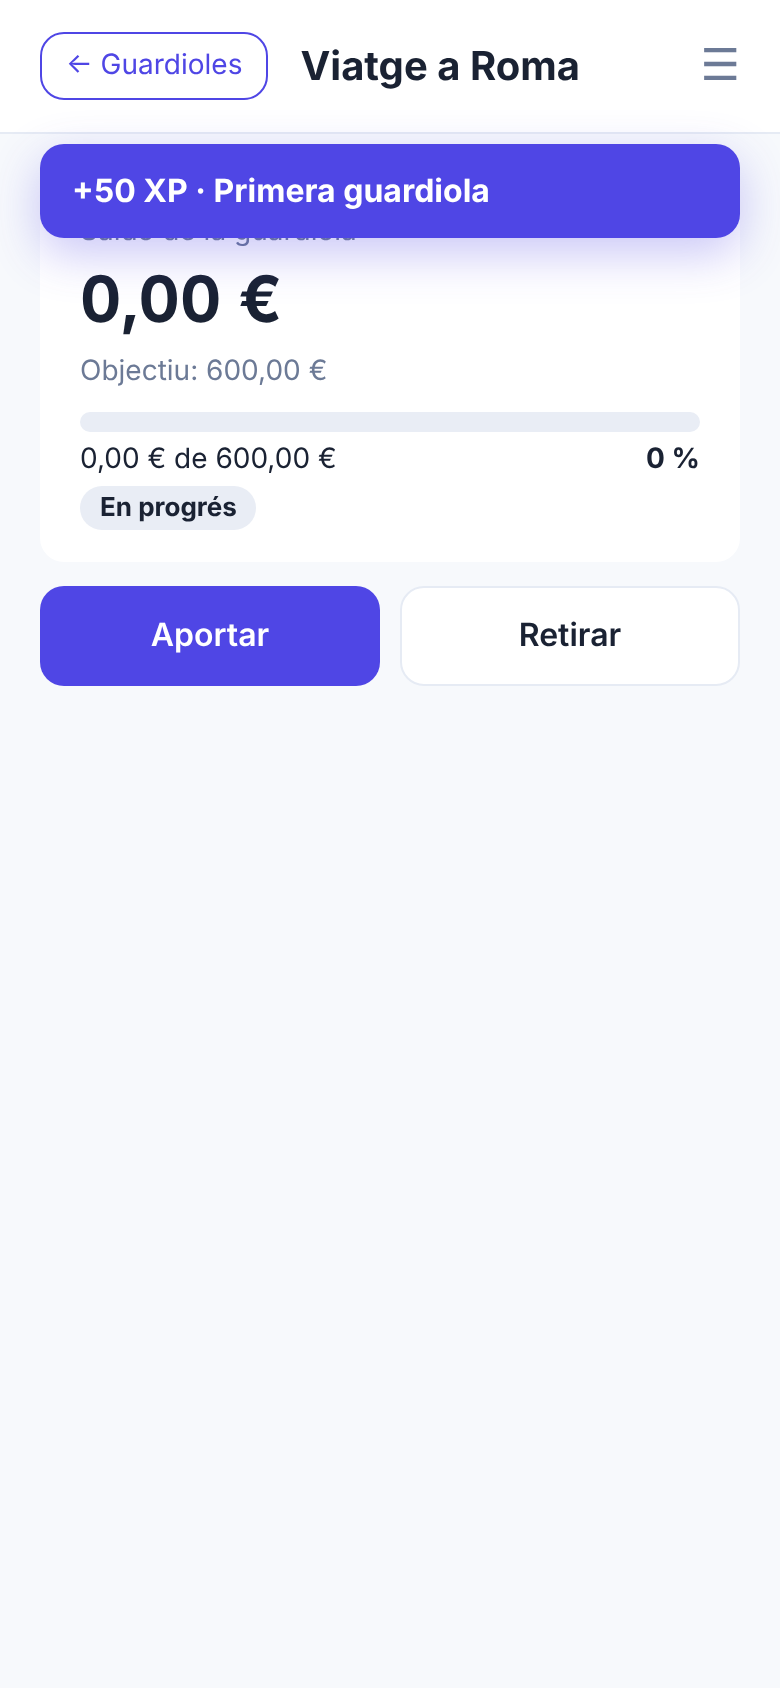 ← Guardioles
Viatge a Roma
+50 XP · Primera guardiola
0,00 €
Objectiu: 600,00 €
0,00 € de 600,00 €
0 %
En progrés
Aportar
Retirar